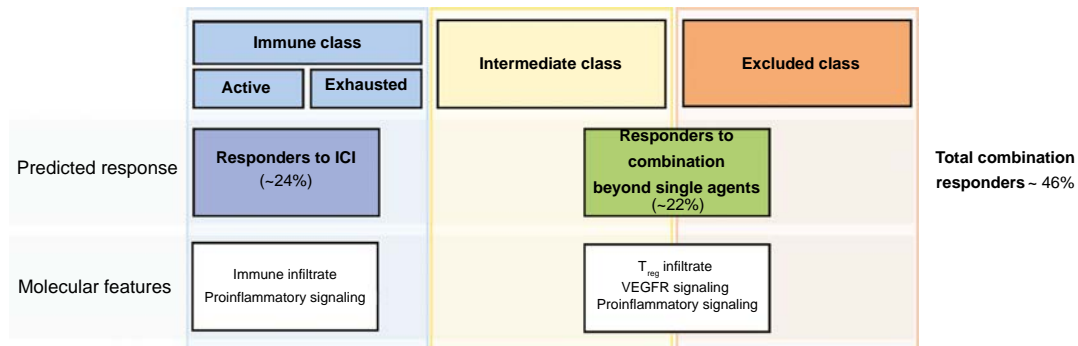 Immune class
Active
Exhausted
Intermediate class
Excluded class
Predicted response
Responders to ICI
(~24%)
Responders to
combination
beyond single agents
(~22%)
Total combination
responders ~ 46%
Molecular features
Immune infiltrate
Proinflammatory signaling
Treg infiltrate
VEGFR signaling
Proinflammatory signaling